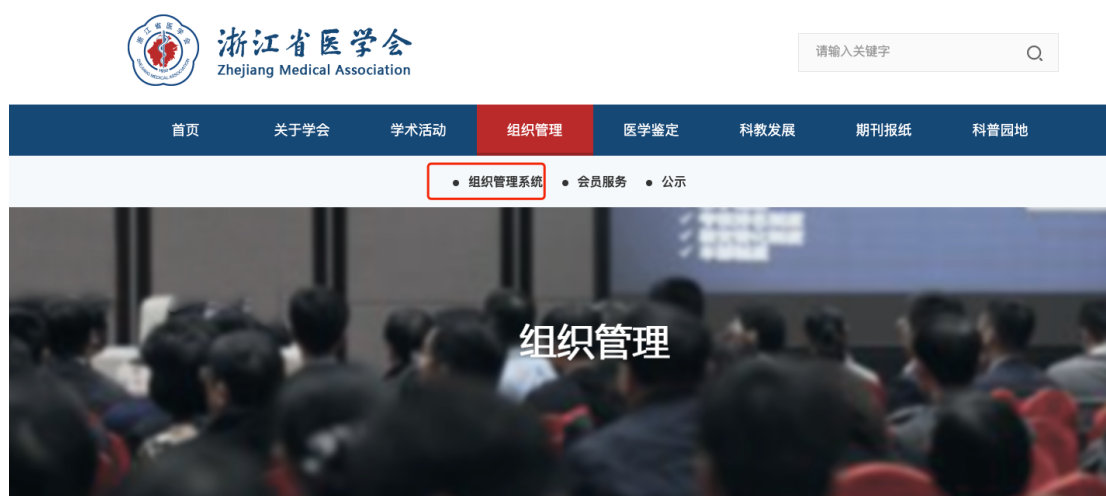 浙江省医学会
Zhejiang Medical Association
请输入关键字
首页 关于学会 学术活动 组织管理 医学鉴定 科教发展 期刊报纸 科普园地
● 组织管理系统 ● 会员服务 ● 公示
组织管理